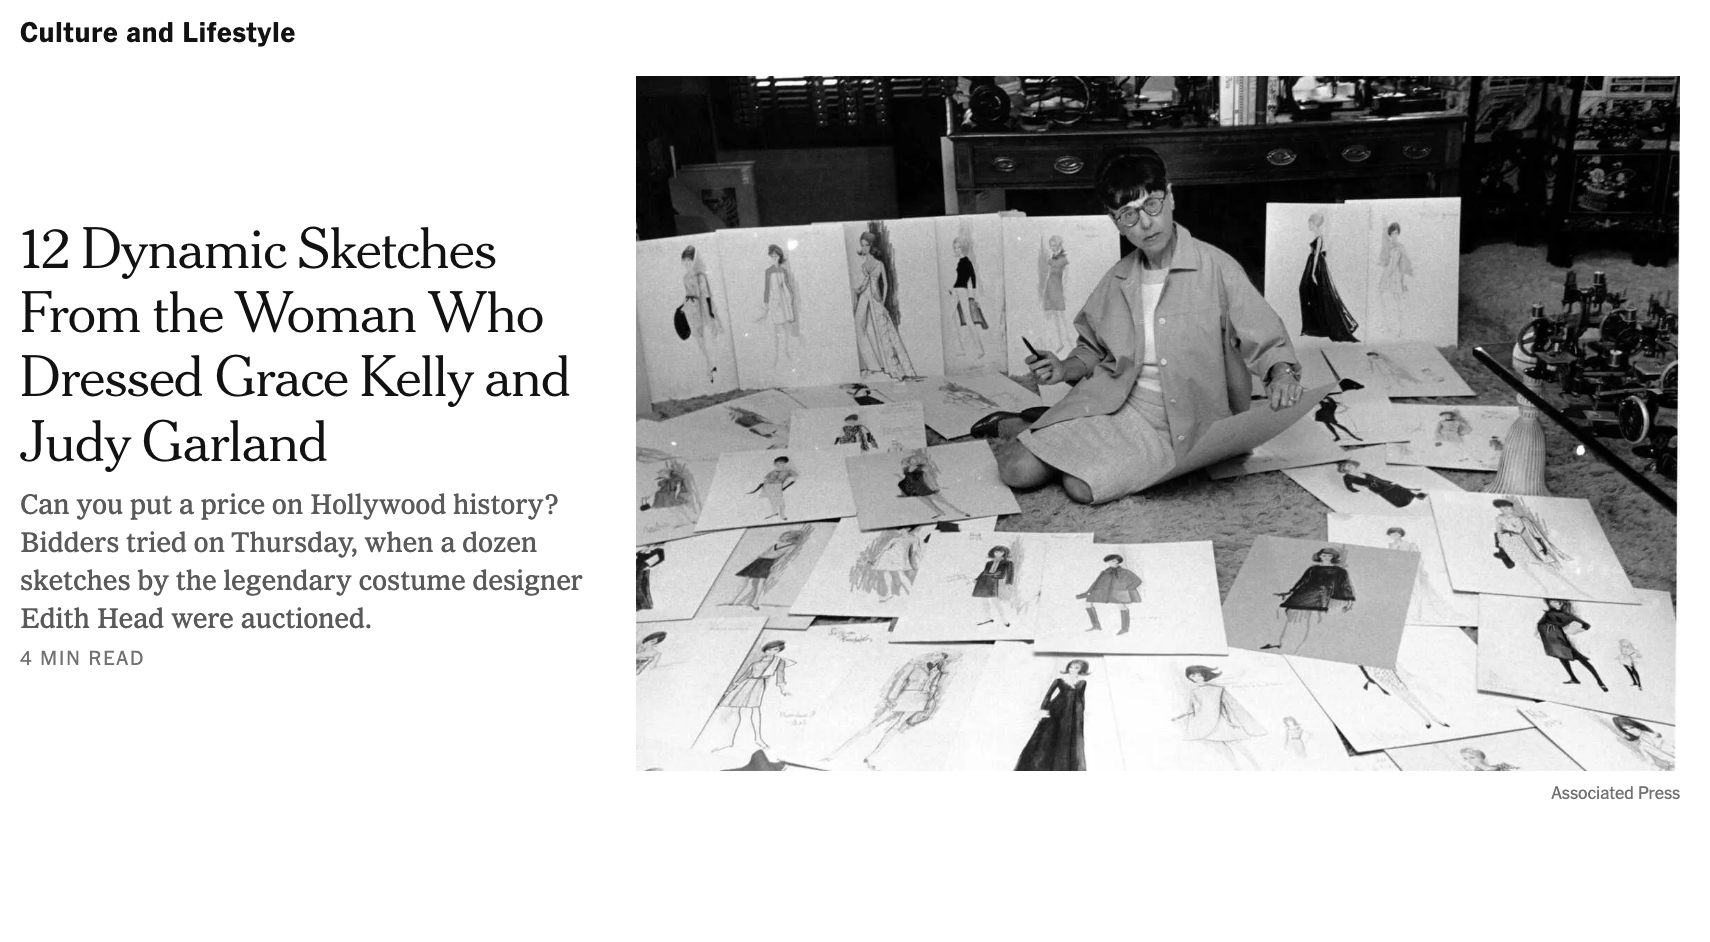 Culture and Lifestyle
12 Dynamic Sketches
From the Woman Who
Dressed Grace Kelly and
Judy Garland
Can you put a price on Hollywood history?
Bidders tried on Thursday, when a dozen
sketches by the legendary costume designer
Edith Head were auctioned.
4 MIN READ
Associated Press